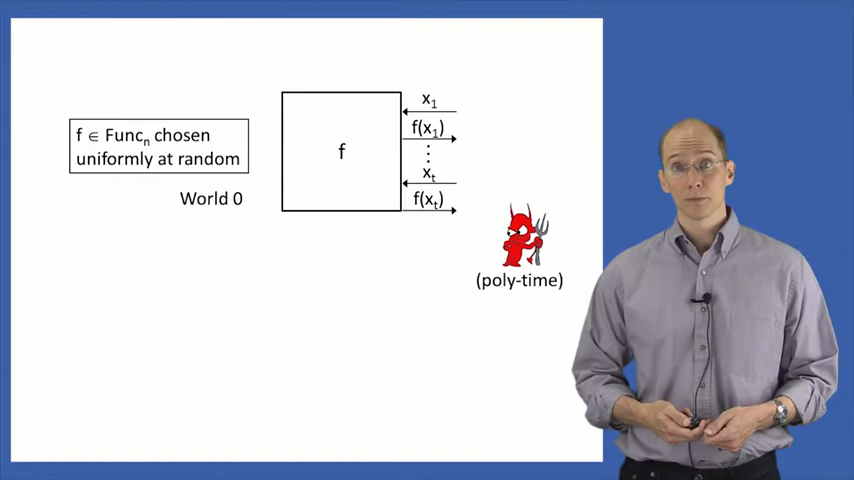 f ∈ Funcₙ chosen
uniformly at random
World 0
f
x₁
f(x₁)
⋮
xₜ
f(xₜ)
(poly-time)